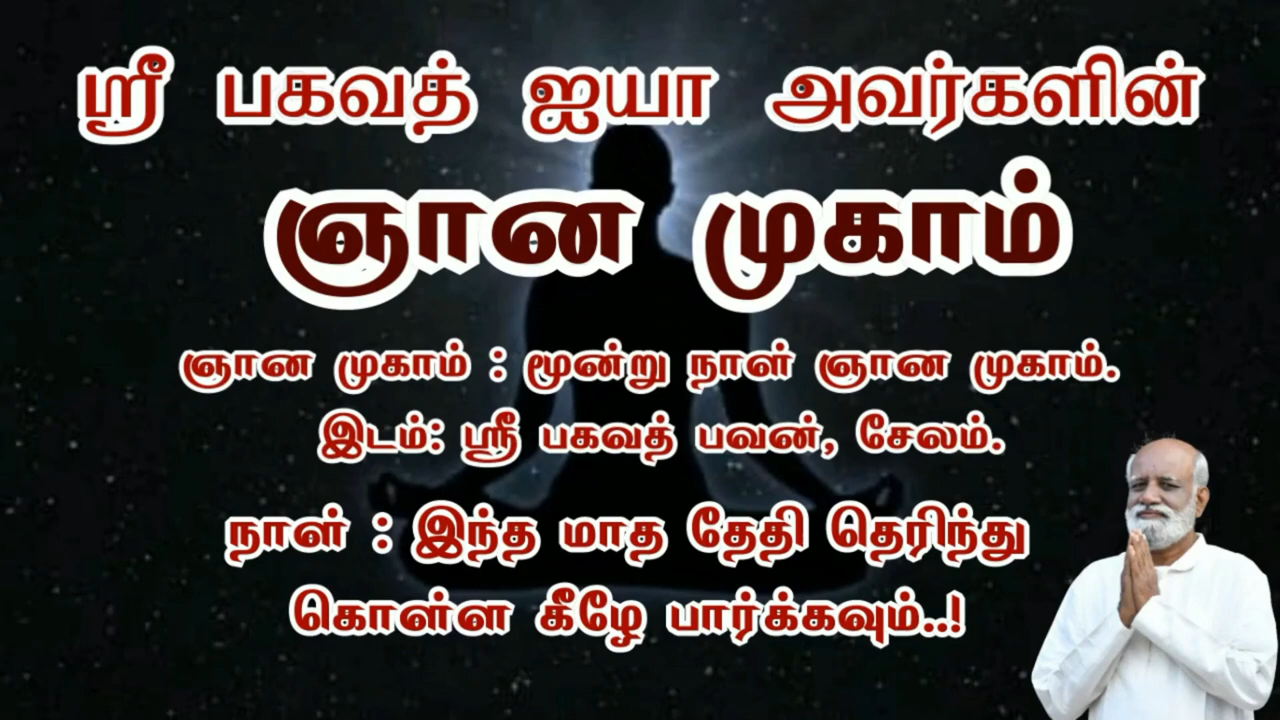 ஸ்ரீ பகவத் ஐயா அவர்களின்
ஞான முகாம்
ஞான முகாம் : மூன்று நாள் ஞான முகாம்.
இடம்: ஸ்ரீ பகவத் பவன், சேலம்.
நாள் : இந்த மாத தேதி தெரிந்து
கொள்ள கீழே பார்க்கவும்..!